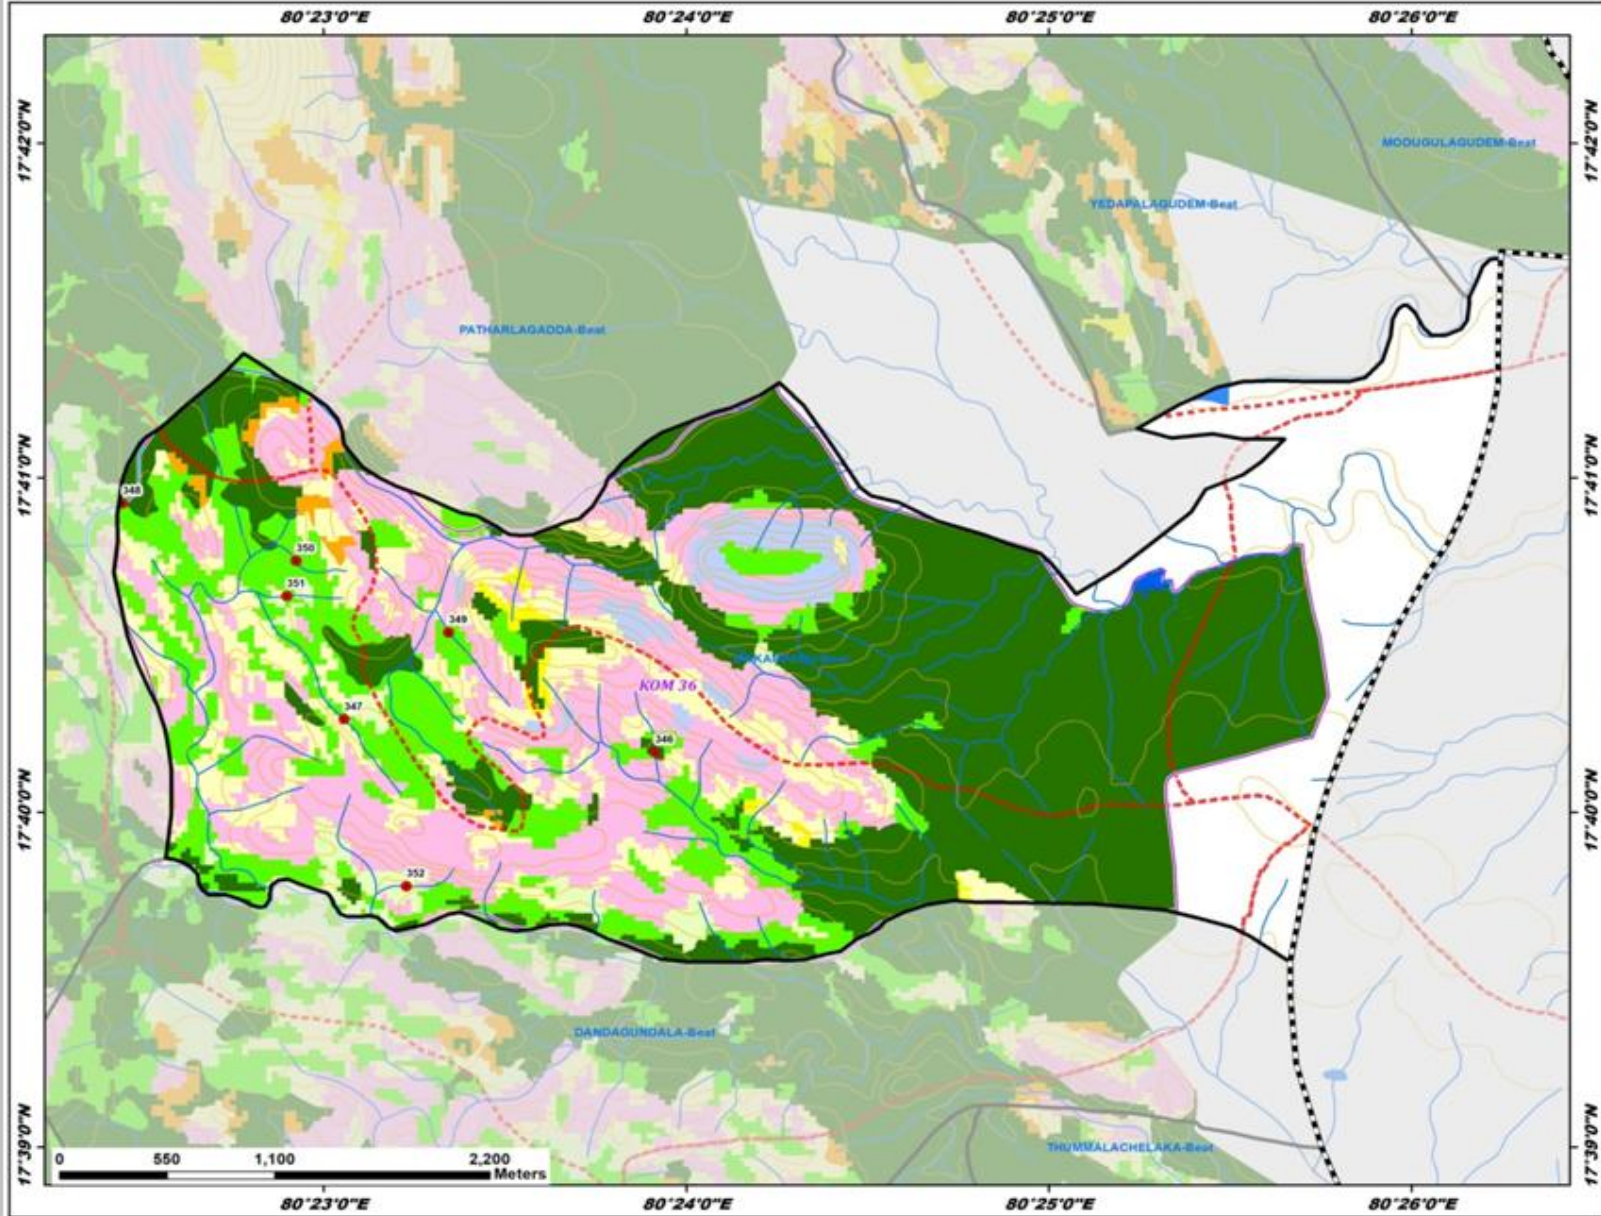 80°23'0"E 80°24'0"E 80°25'0"E 80°26'0"E
17°42'0"N
17°42'0"N
MODUGULAGUDEM-Beat
YEDAPALAGUDEM-Beat
PATHARLAGADDA-Beat
17°41'0"N
17°41'0"N
348
350
351
349
KOM 36
347
346
17°40'0"N
17°40'0"N
352
DANDAGUNDALA-Beat
THUMMALACHELAKA-Beat
17°39'9"N
17°39'9"N
0 550 1,100 2,200
Meters
80°23'0"E 80°24'0"E 80°25'0"E 80°26'0"E